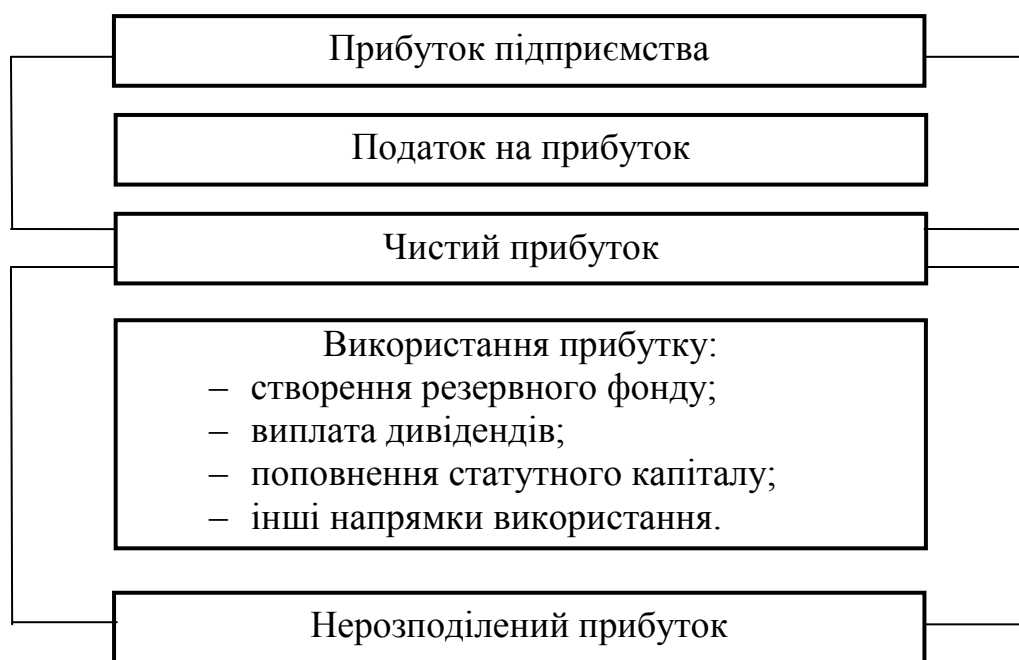 Прибуток підприємства
Податок на прибуток
Чистий прибуток
Використання прибутку:
– створення резервного фонду;
– виплата дивідендів;
– поповнення статутного капіталу;
– інші напрямки використання.
Нерозподілений прибуток